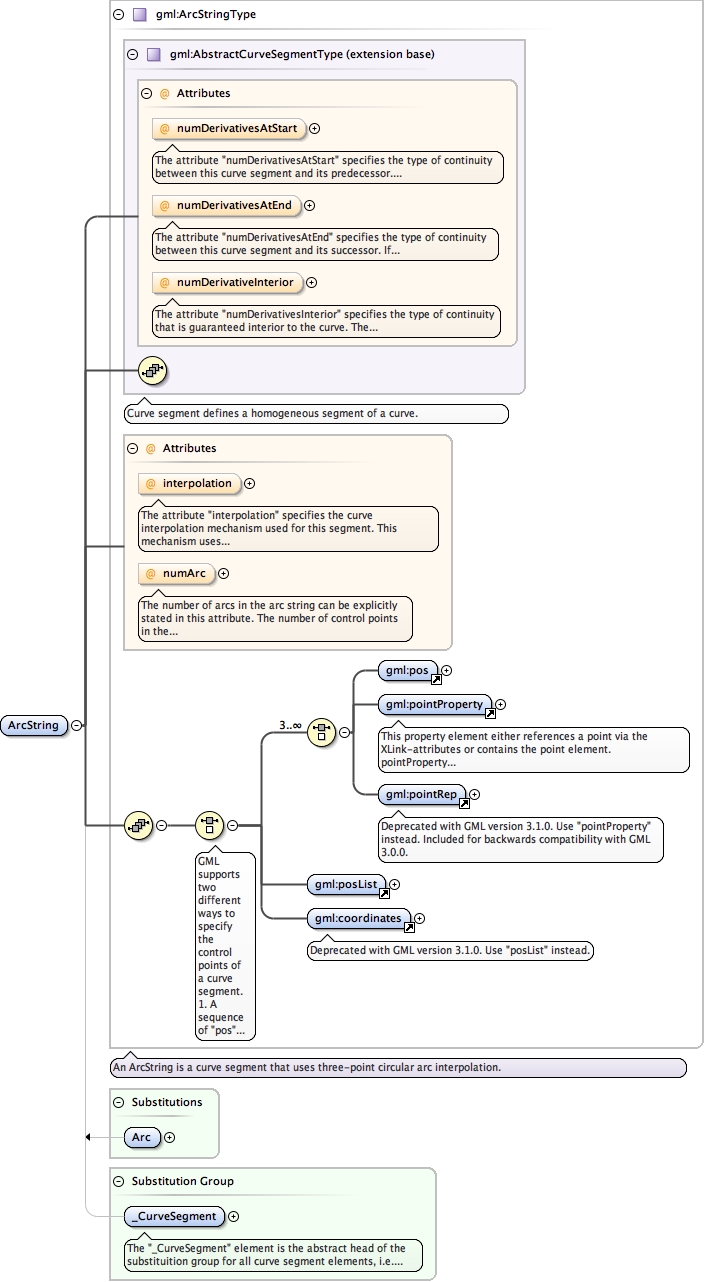 gml:ArcStringType
gml:AbstractCurveSegmentType (extension base)
@ Attributes
@ numDerivativesAtStart
The attribute "numDerivativesAtStart" specifies the type of continuity
between this curve segment and its predecessor....
@ numDerivativesAtEnd
The attribute "numDerivativesAtEnd" specifies the type of continuity
between this curve segment and its successor. If...
@ numDerivativeInterior
The attribute "numDerivativesInterior" specifies the type of continuity
that is guaranteed interior to the curve. The...
Curve segment defines a homogeneous segment of a curve.
@ Attributes
@ interpolation
The attribute "interpolation" specifies the curve
interpolation mechanism used for this segment. This
mechanism uses...
@ numArc
The number of arcs in the arc string can be explicitly
stated in this attribute. The number of control points
in the...
ArcString
3..∞
gml:pos
gml:pointProperty
This property element either references a point via the
XLink-attributes or contains the point element.
pointProperty...
gml:pointRep
Deprecated with GML version 3.1.0. Use "pointProperty"
instead. Included for backwards compatibility with GML
3.0.0.
GML
supports
two
different
ways to
specify
the
control
points of
a curve
segment.
1. A
sequence
of "pos"...
gml:posList
gml:coordinates
Deprecated with GML version 3.1.0. Use "posList" instead.
An ArcString is a curve segment that uses three-point circular arc interpolation.
Substitutions
Arc
Substitution Group
_CurveSegment
The "_CurveSegment" element is the abstract head of the
substituition group for all curve segment elements, i.e....